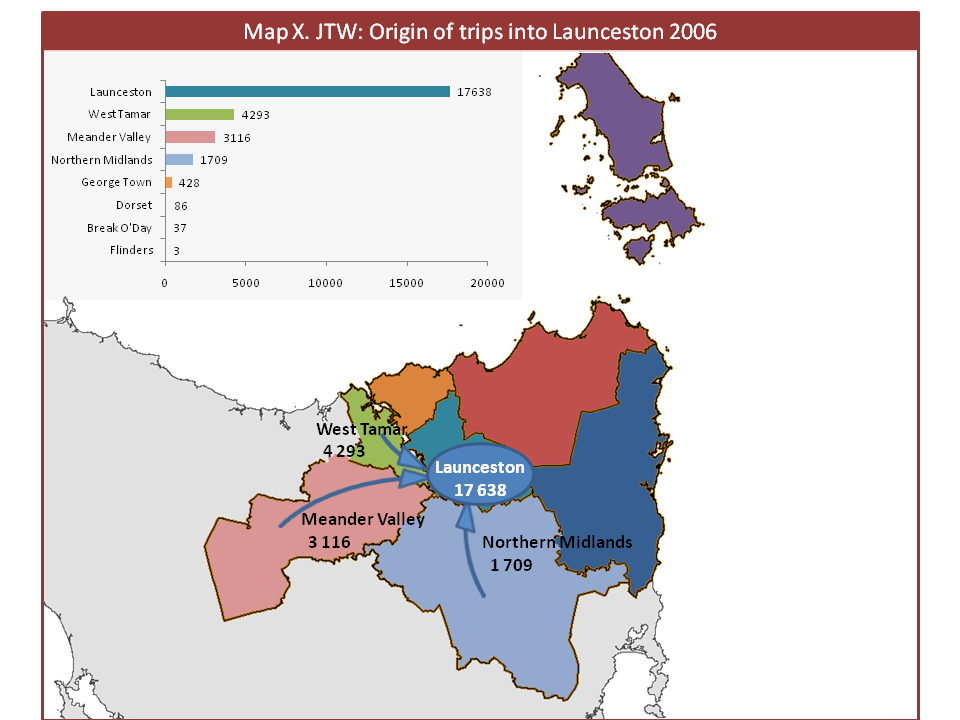 Map X. JTW: Origin of trips into Launceston 2006
Launceston 17638
West Tamar 4293
Meander Valley 3116
Northern Midlands 1709
George Town 428
Dorset 86
Break O'Day 37
Flinders 3
0 5000 10000 15000 20000
West Tamar
4 293
Launceston
17 638
Meander Valley
3 116
Northern Midlands
1 709